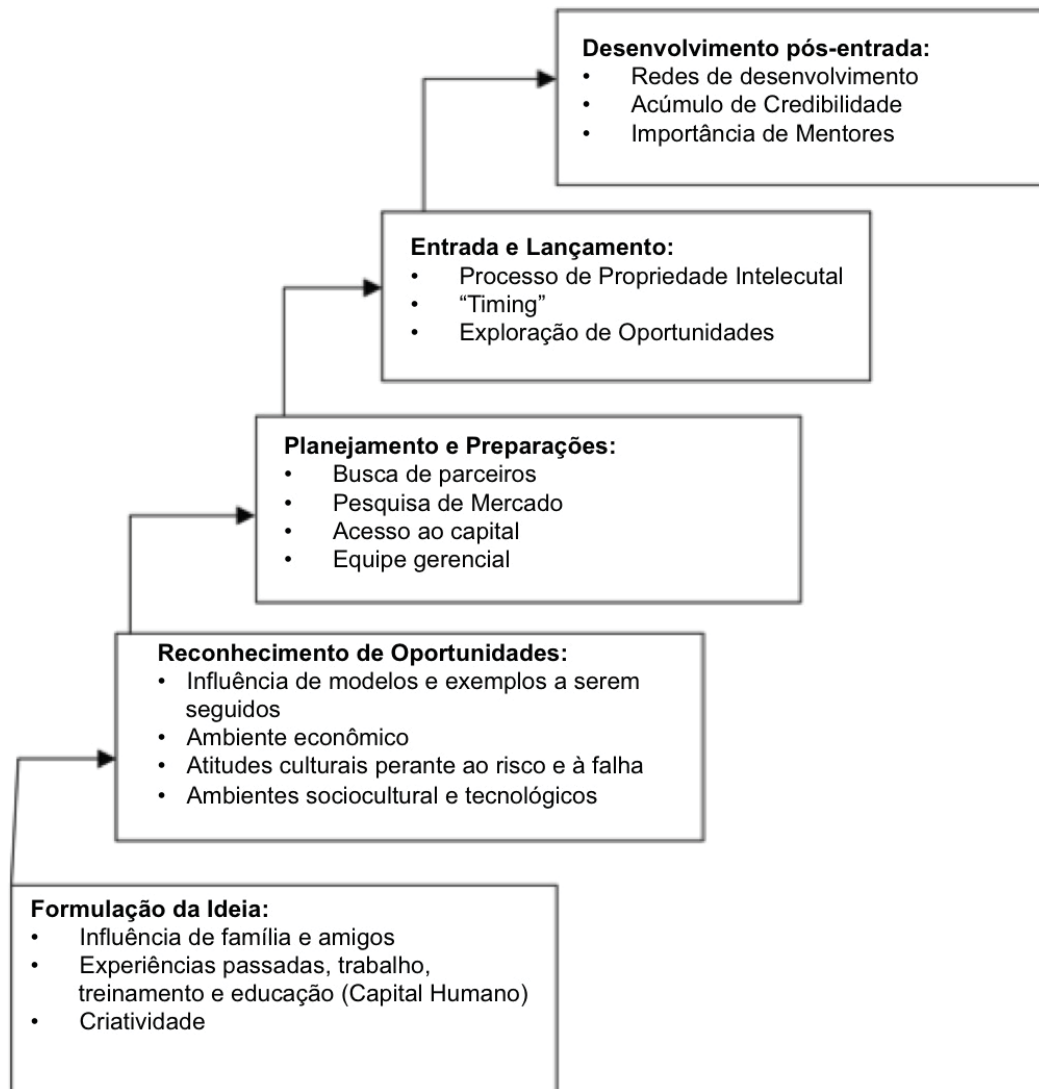 Desenvolvimento pós-entrada:
• Redes de desenvolvimento
• Acúmulo de Credibilidade
• Importância de Mentores
Entrada e Lançamento:
• Processo de Propriedade Intelecutal
• “Timing”
• Exploração de Oportunidades
Planejamento e Preparações:
• Busca de parceiros
• Pesquisa de Mercado
• Acesso ao capital
• Equipe gerencial
Reconhecimento de Oportunidades:
• Influência de modelos e exemplos a serem
seguidos
• Ambiente econômico
• Atitudes culturais perante ao risco e à falha
• Ambientes sociocultural e tecnológicos
Formulação da Ideia:
• Influência de família e amigos
• Experiências passadas, trabalho,
treinamento e educação (Capital Humano)
• Criatividade